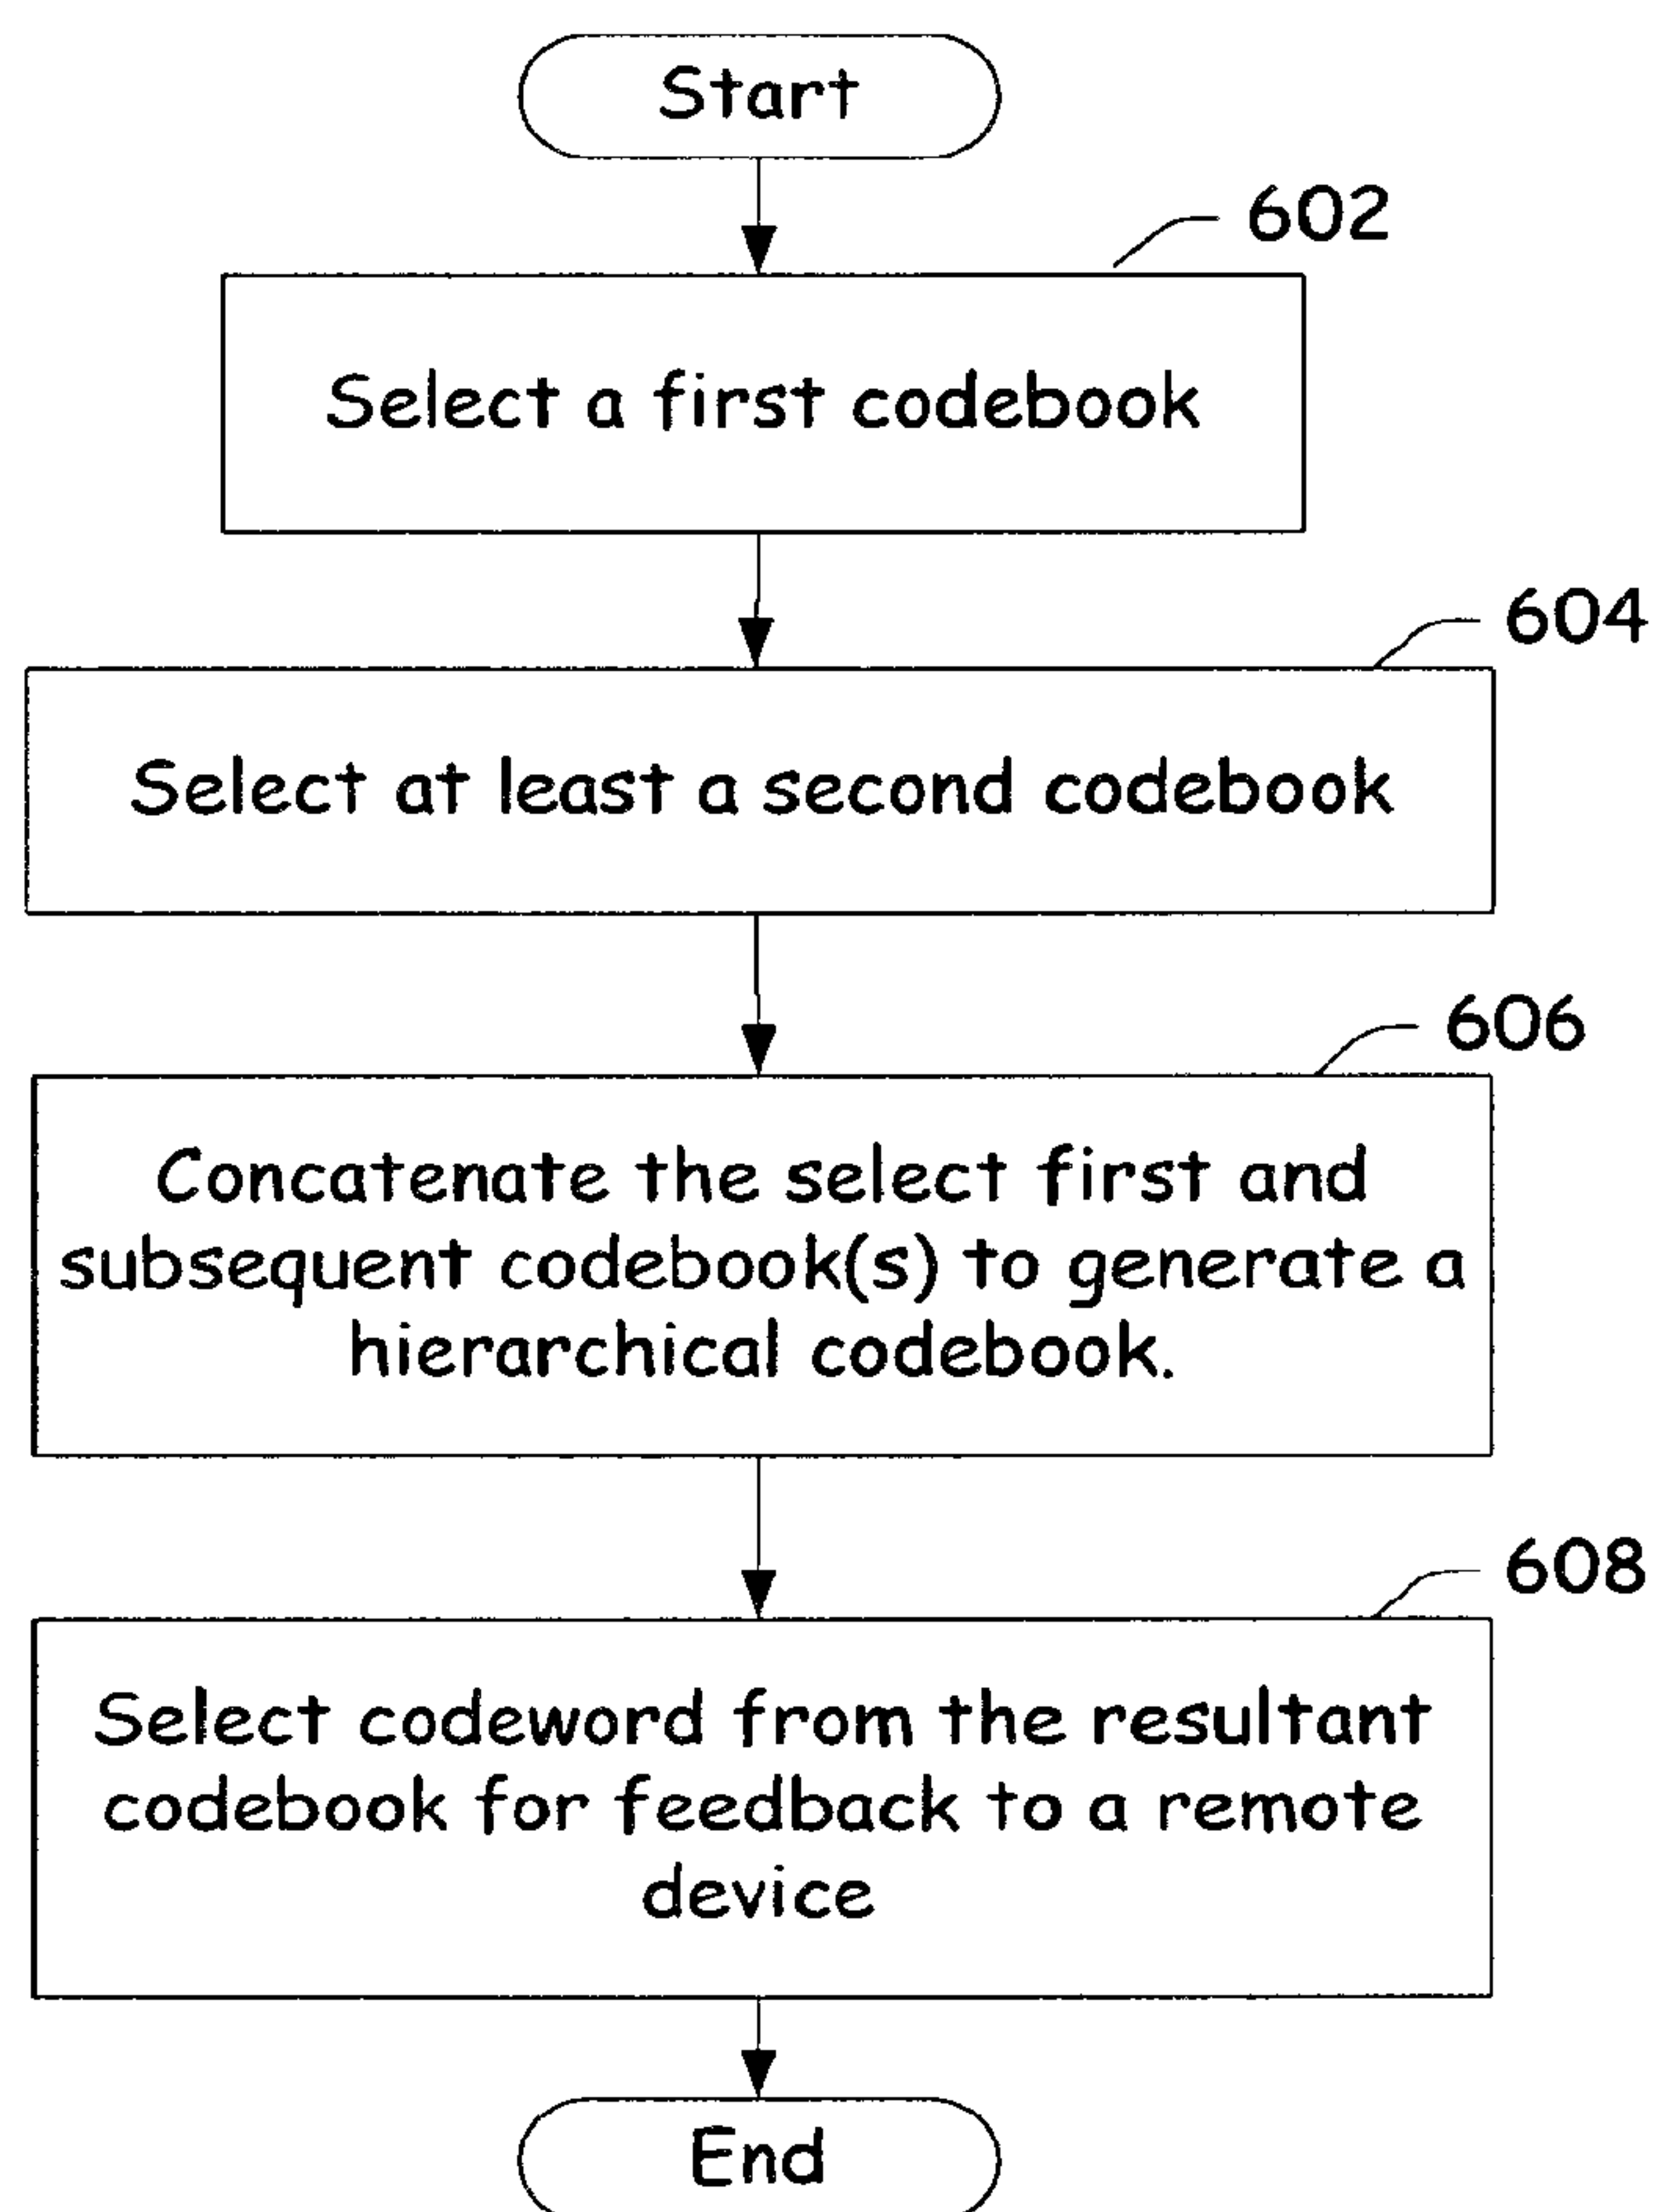 Start
602
Select a first codebook
604
Select at least a second codebook
606
Concatenate the select first and
subsequent codebook(s) to generate a
hierarchical codebook.
608
Select codeword from the resultant
codebook for feedback to a remote
device
End